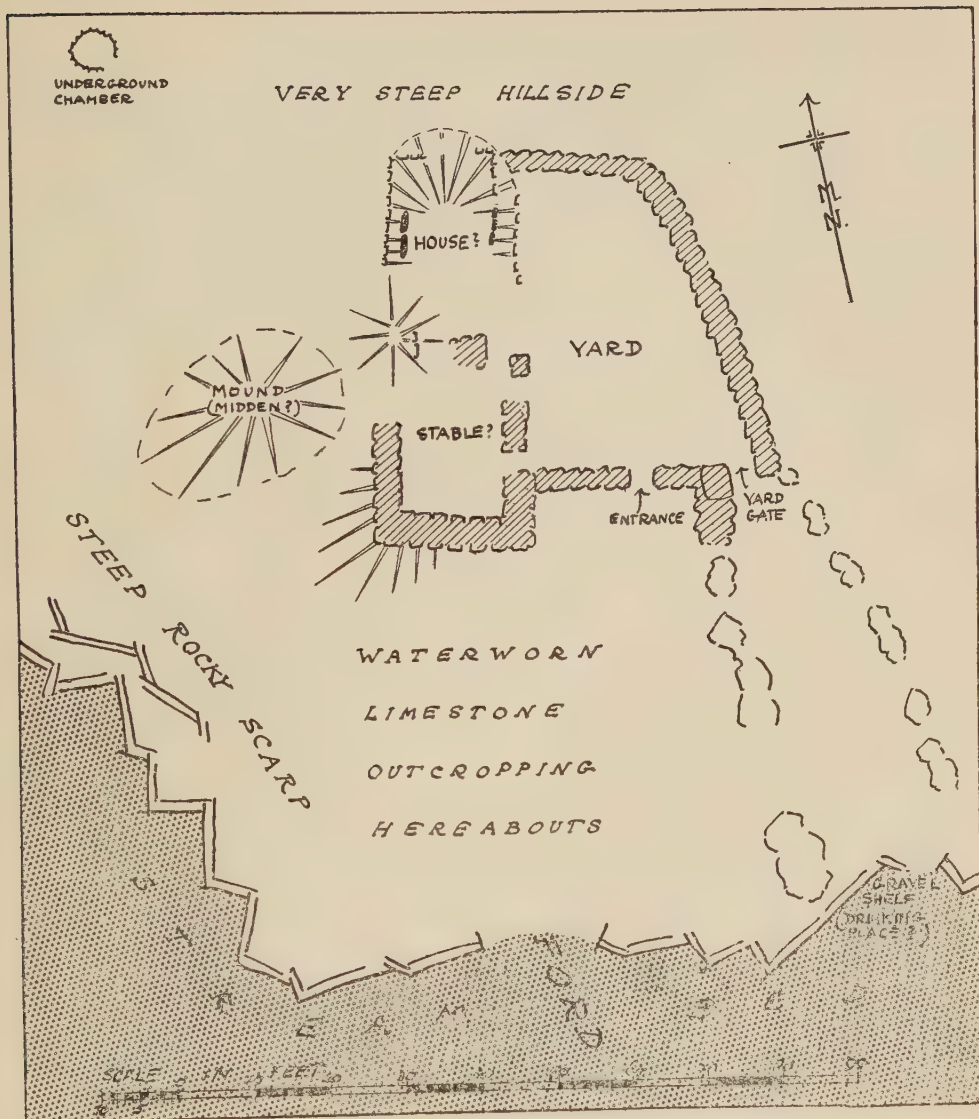 UNDERGROUND
CHAMBER
VERY STEEP HILLSIDE
M.N.
HOUSE?
YARD
MOUND
(MIDDEN?)
STABLE?
ENTRANCE
YARD
GATE
STEEP ROCKY SCARP
WATERWORN
LIMESTONE
OUTCROPPING
HEREABOUTS
GRAVEL
SHELF
(DRINKING
PLACE?)
STREAM
FORD
SCALE IN FEET